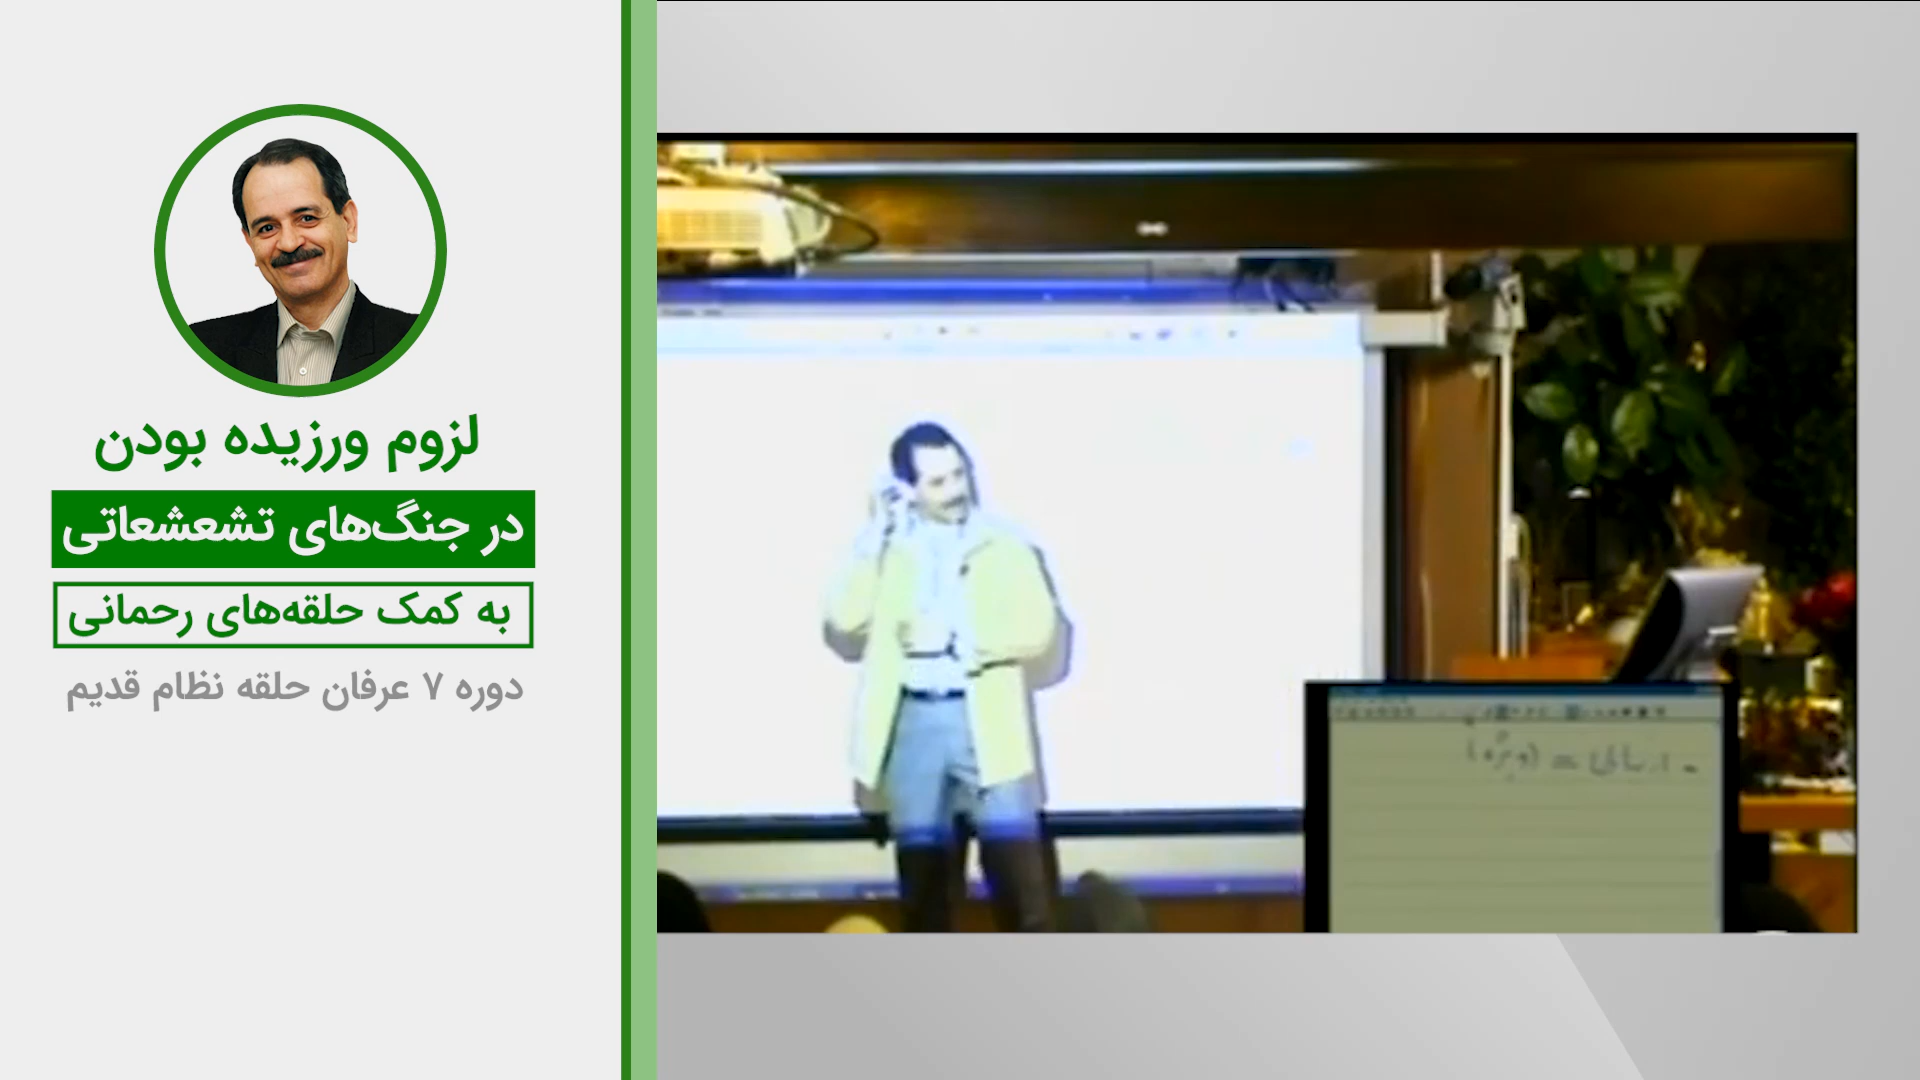 لزوم ورزیده بودن
در جنگ‌های تشعشعاتی
به کمک حلقه‌های رحمانی
دوره ۷ عرفان حلقه نظام قدیم